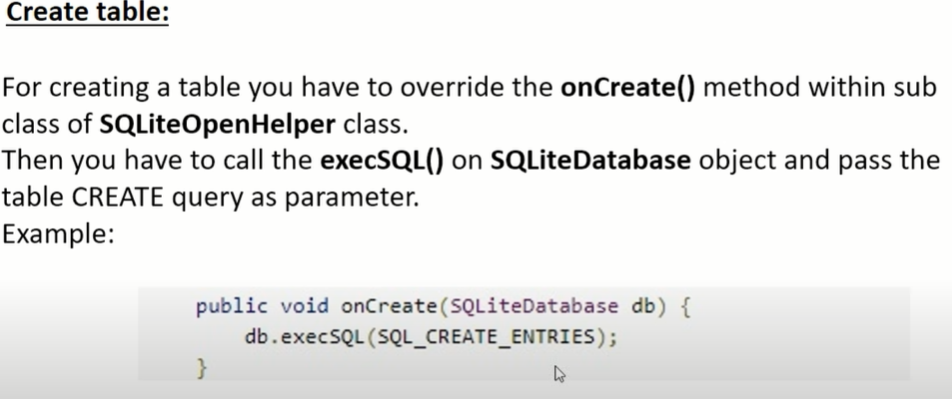 Create table:
For creating a table you have to override the onCreate() method within sub
class of SQLiteOpenHelper class.
Then you have to call the execSQL() on SQLiteDatabase object and pass the
table CREATE query as parameter.
Example:
public void onCreate(SQLiteDatabase db) {
db.execSQL(SQL_CREATE_ENTRIES);
}